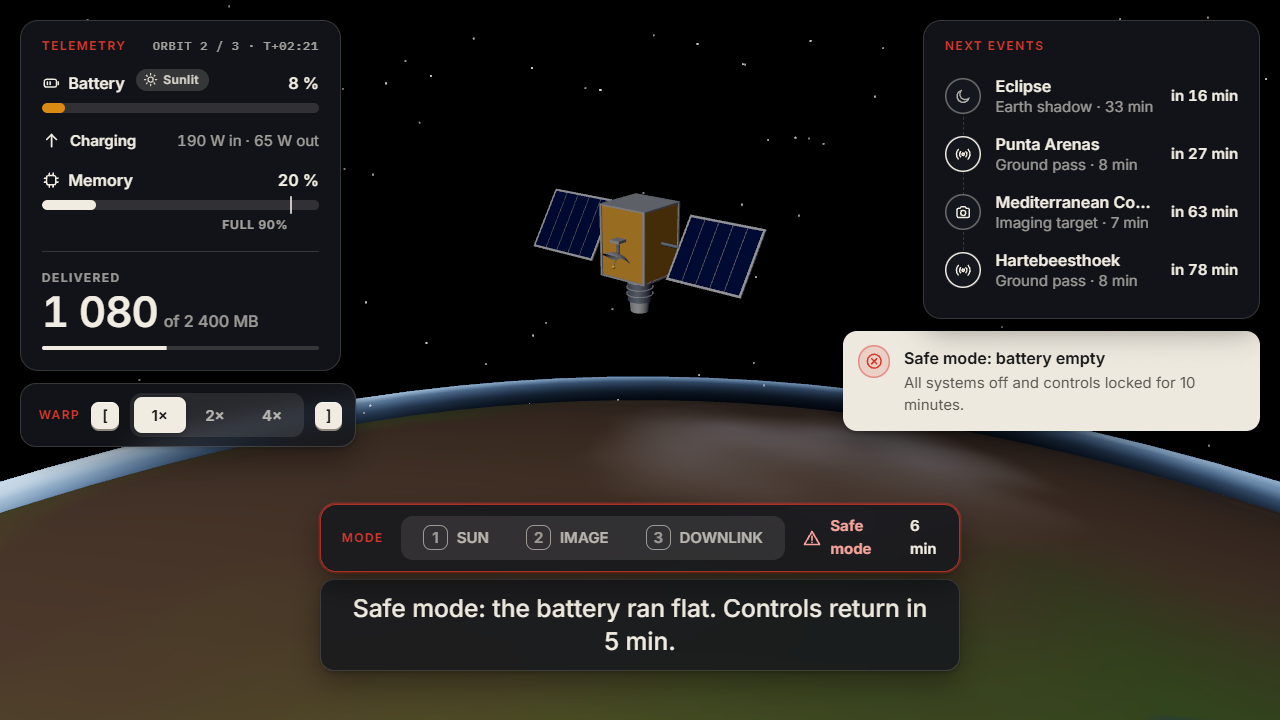 TELEMETRY ORBIT 2 / 3 · T+02:21
Battery Sunlit 8 %
Charging 190 W in · 65 W out
Memory 20 %
FULL 90%
DELIVERED
1 080 of 2 400 MB
WARP [ 1× 2× 4× ]
NEXT EVENTS
Eclipse
Earth shadow · 33 min
in 16 min
Punta Arenas
Ground pass · 8 min
in 27 min
Mediterranean Co...
Imaging target · 7 min
in 63 min
Hartebeesthoek
Ground pass · 8 min
in 78 min
Safe mode: battery empty
All systems off and controls locked for 10
minutes.
MODE 1 SUN 2 IMAGE 3 DOWNLINK
Safe
mode
6
min
Safe mode: the battery ran flat. Controls return in
5 min.